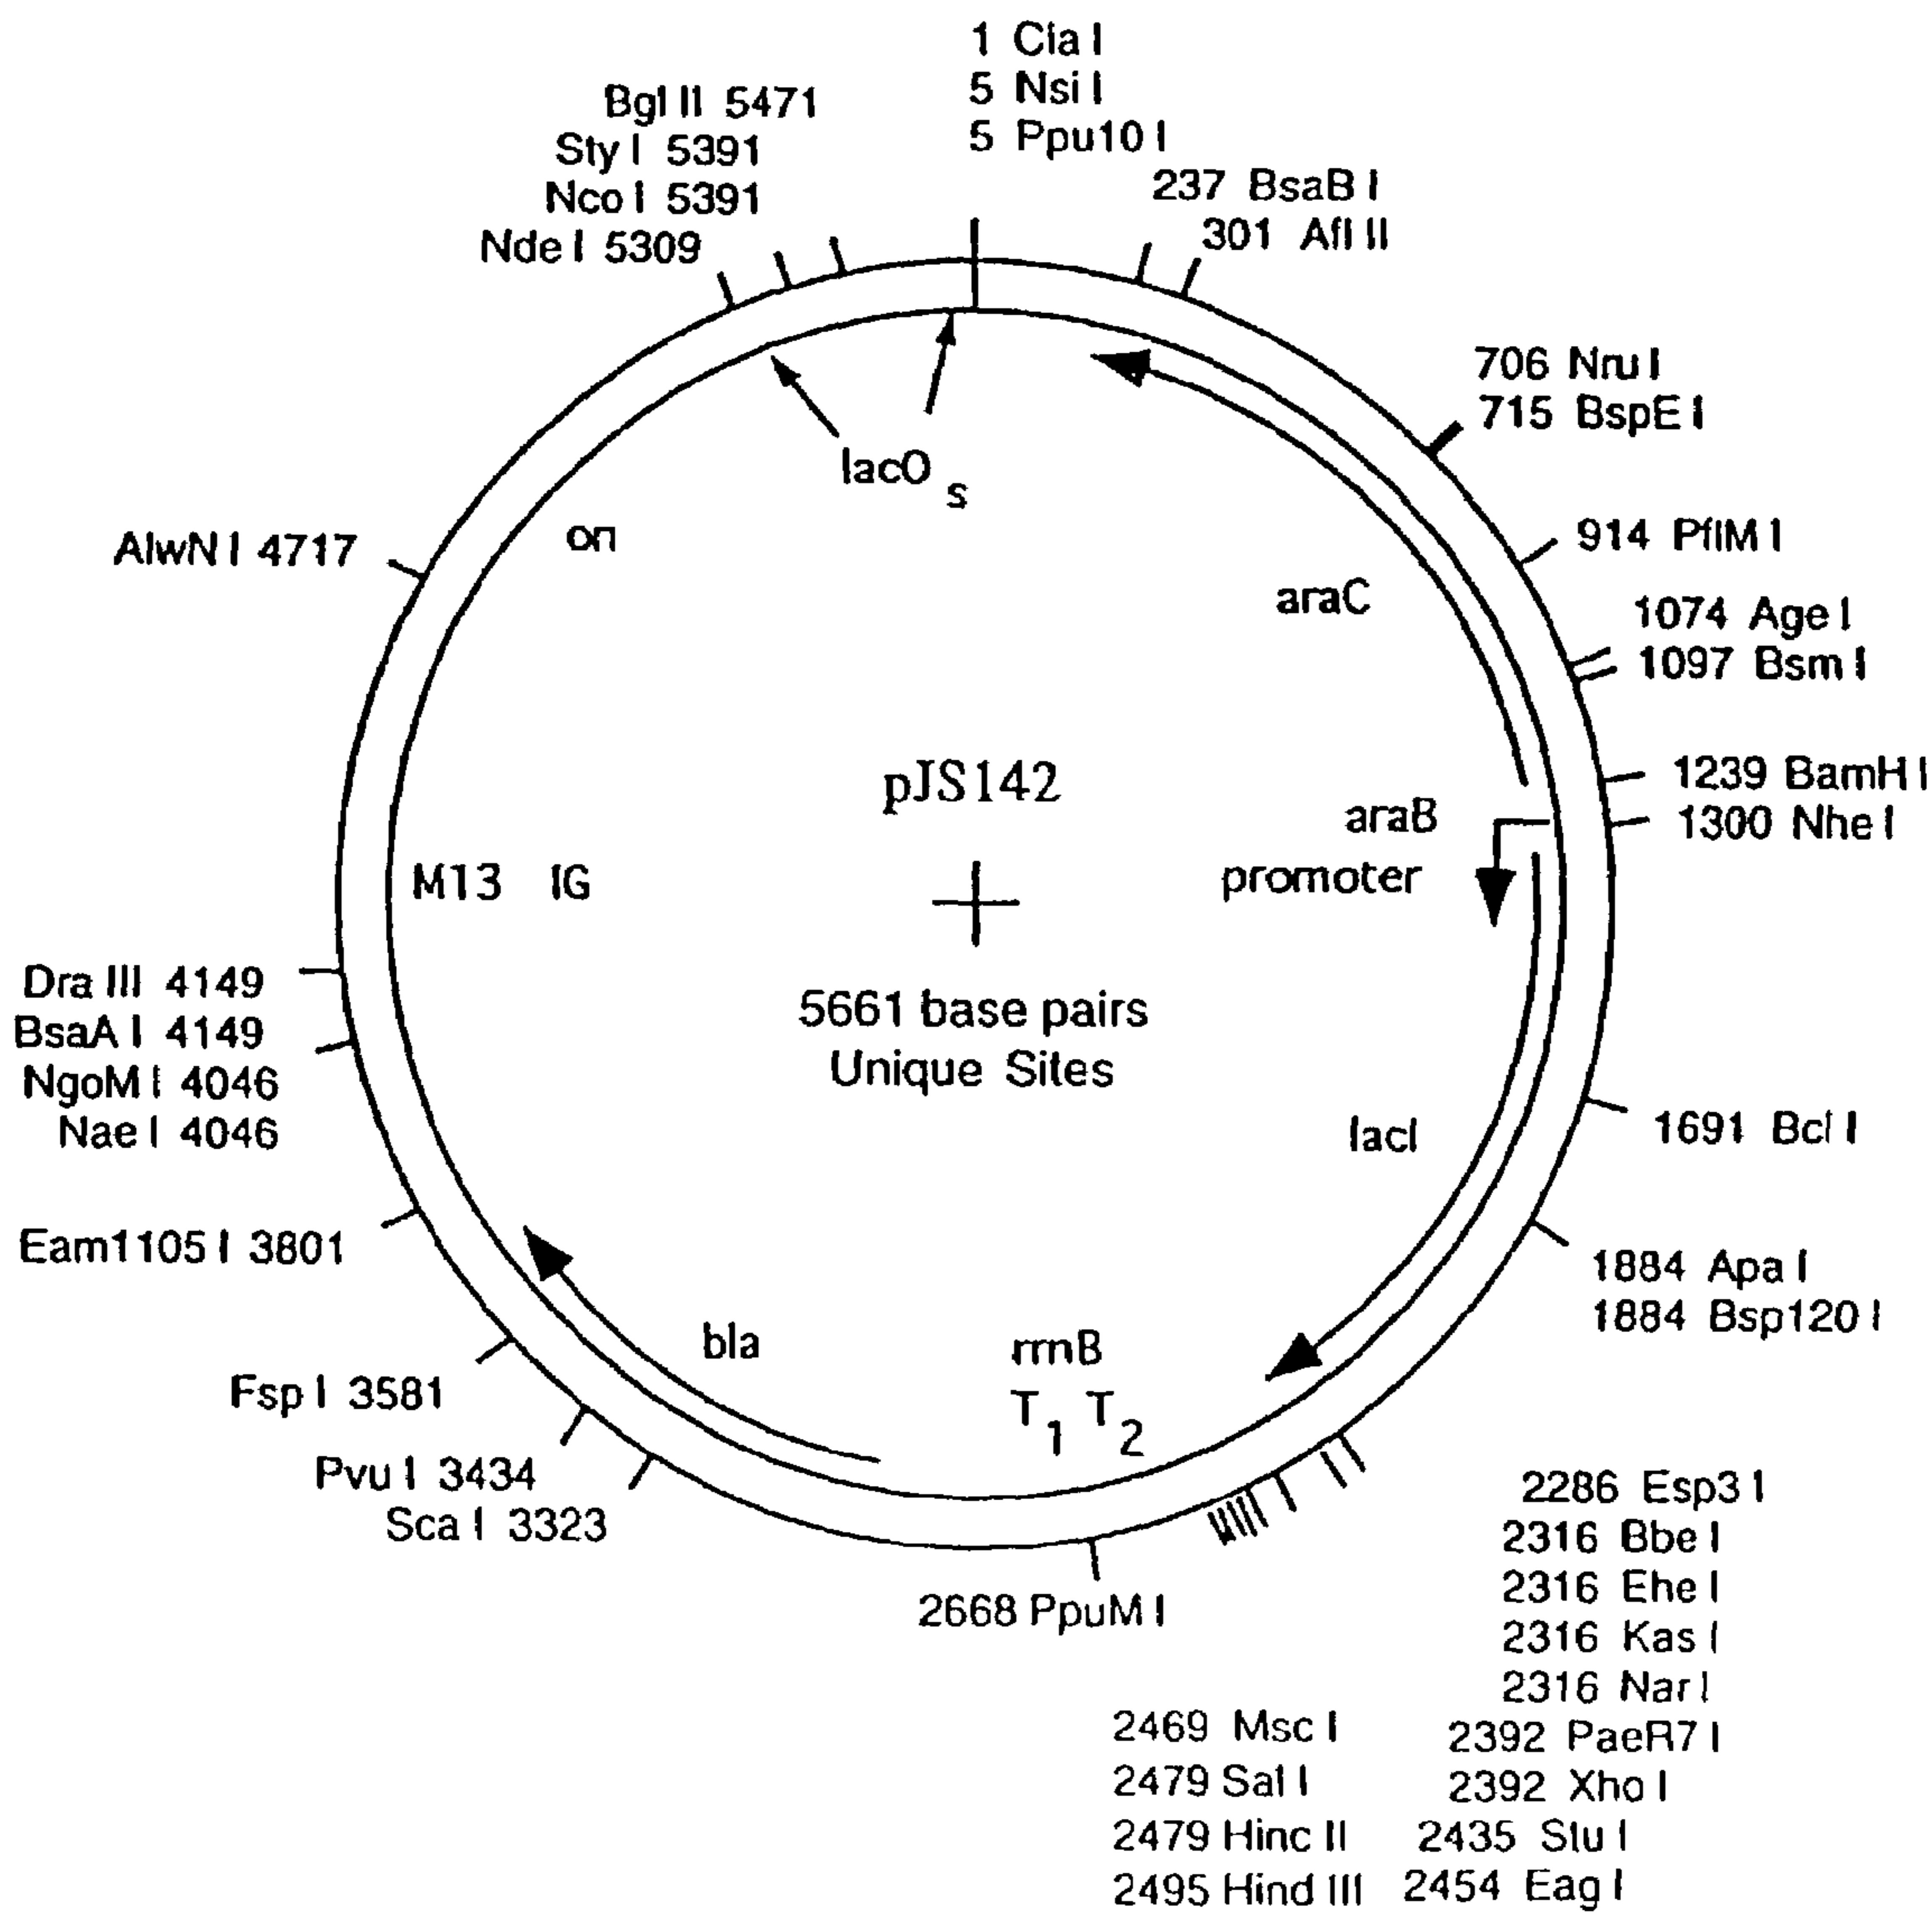 1 Cla I
5 Nsi I
5 Ppu10 I
237 BsaB I
301 Afl II
706 Nru I
715 BspE I
914 PflM I
1074 Age I
1097 Bsm I
1239 BamH I
1300 Nhe I
1691 Bcl I
1884 Apa I
1884 Bsp120 I
2286 Esp3 I
2316 Bbe I
2316 Ehe I
2316 Kas I
2316 Nar I
2392 PaeR7 I
2392 Xho I
2435 Stu I
2454 Eag I
2469 Msc I
2479 Sal I
2479 Hinc II
2495 Hind III
2668 PpuM I
Sca I 3323
Pvu I 3434
Fsp I 3581
Eam1105 I 3801
Nae I 4046
NgoM I 4046
BsaA I 4149
Dra III 4149
AlwN I 4717
Nde I 5309
Nco I 5391
Sty I 5391
Bgl II 5471
lacO s
ori
araC
pJS142
araB
promoter
M13 IG
5661 base pairs
Unique Sites
lacI
bla
rrnB
T1 T2